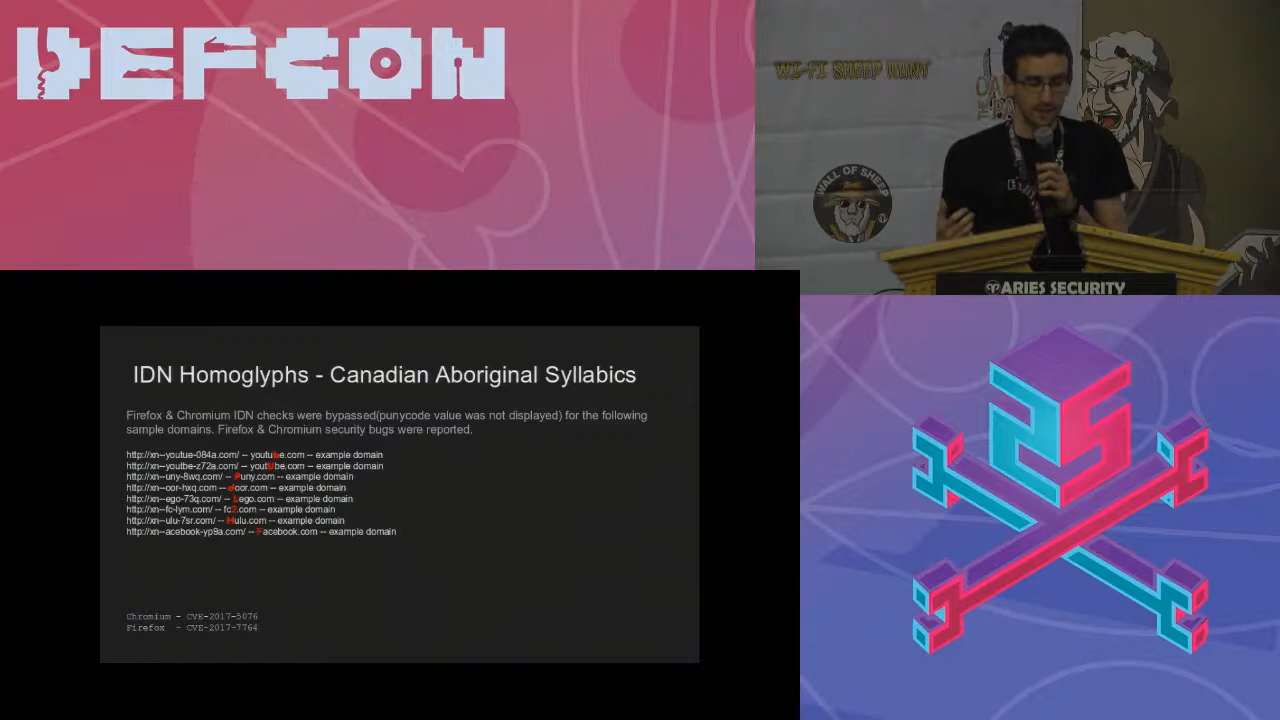 DEFCON
WI-FI SHEEP HUNT
WALL OF SHEEP
ARIES SECURITY
IDN Homoglyphs - Canadian Aboriginal Syllabics
Firefox & Chromium IDN checks were bypassed(punycode value was not displayed) for the following
sample domains. Firefox & Chromium security bugs were reported.
http://xn--youtue-084a.com/ -- youtube.com -- example domain
http://xn--youtbe-z72a.com/ -- youtUbe.com -- example domain
http://xn--uny-8wq.com/ -- Puny.com -- example domain
http://xn--oor-hxq.com -- door.com -- example domain
http://xn--ego-73q.com/ -- Lego.com -- example domain
http://xn--fc-lym.com/ -- fc2.com -- example domain
http://xn--ulu-7sr.com/ -- Hulu.com -- example domain
http://xn--acebook-yp9a.com/ -- Facebook.com -- example domain
Chromium - CVE-2017-5076
Firefox - CVE-2017-7764
25